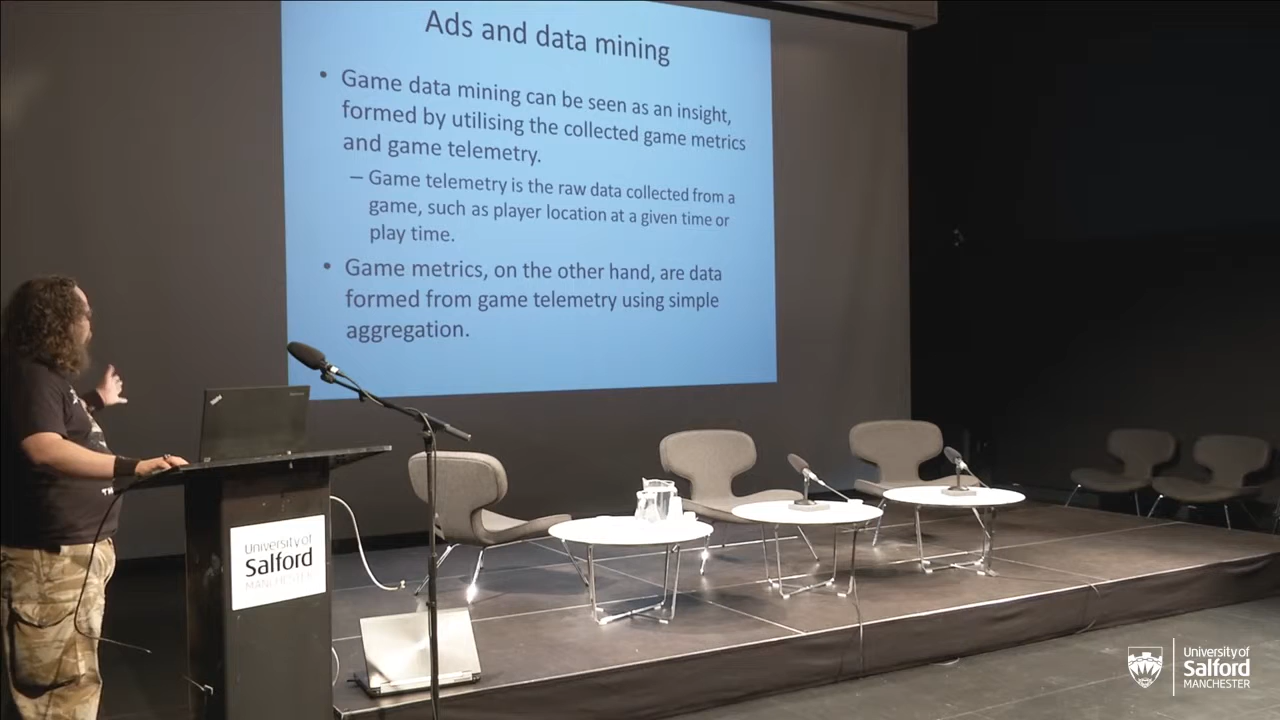 Ads and data mining
• Game data mining can be seen as an insight,
formed by utilising the collected game metrics
and game telemetry.
– Game telemetry is the raw data collected from a
game, such as player location at a given time or
play time.
• Game metrics, on the other hand, are data
formed from game telemetry using simple
aggregation.
University of
Salford
MANCHESTER
University of
Salford
MANCHESTER